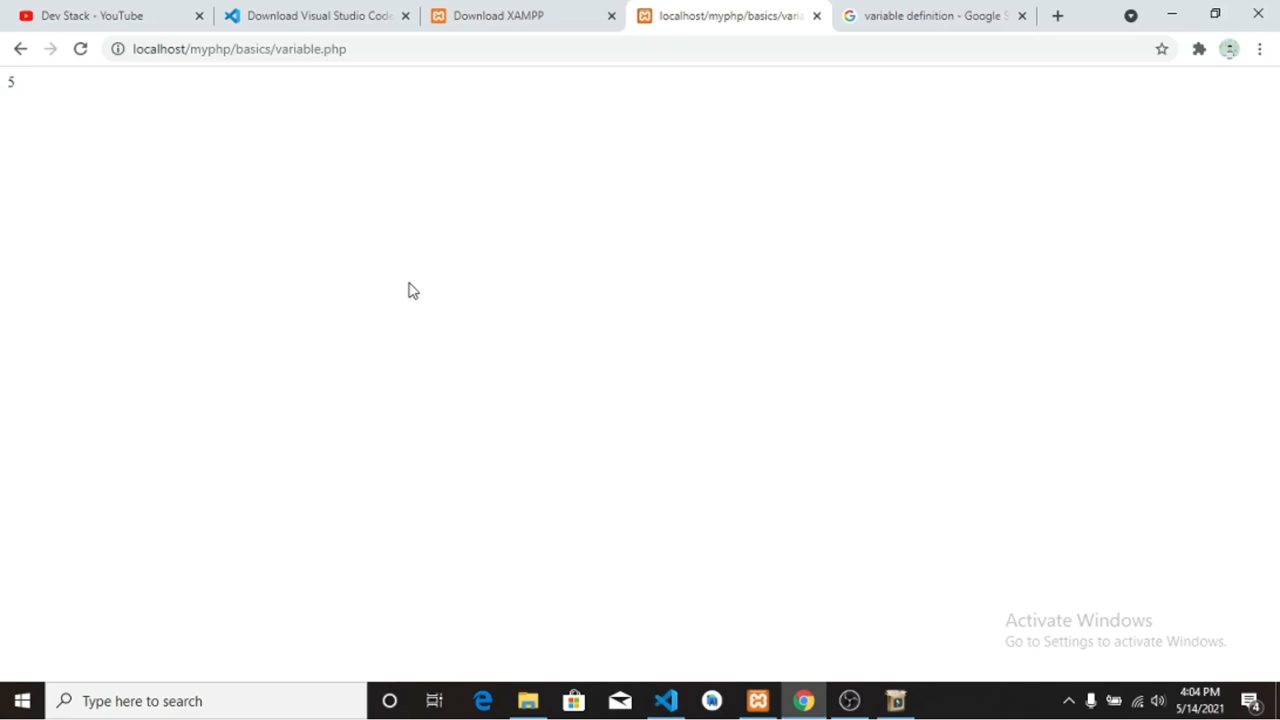 Dev Stack - YouTube
Download Visual Studio Code
Download XAMPP
localhost/myphp/basics/varia
variable definition - Google S
localhost/myphp/basics/variable.php
5
Activate Windows
Go to Settings to activate Windows.
Type here to search
4:04 PM
5/14/2021
4